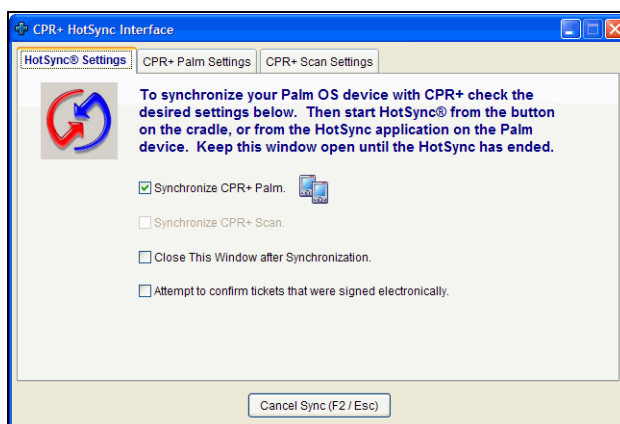 CPR+ HotSync Interface
HotSync® Settings CPR+ Palm Settings CPR+ Scan Settings
To synchronize your Palm OS device with CPR+ check the
desired settings below. Then start HotSync® from the button
on the cradle, or from the HotSync application on the Palm
device. Keep this window open until the HotSync has ended.
Synchronize CPR+ Palm.
Synchronize CPR+ Scan.
Close This Window after Synchronization.
Attempt to confirm tickets that were signed electronically.
Cancel Sync (F2 / Esc)